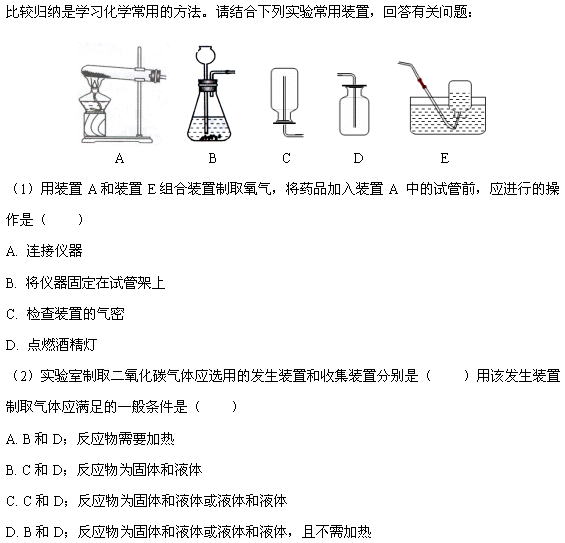 比较归纳是学习化学常用的方法。请结合下列实验常用装置，回答有关问题：
A B C D E
（1）用装置 A 和装置 E 组合装置制取氧气，将药品加入装置 A 中的试管前，应进行的操
作是（　　）
A. 连接仪器
B. 将仪器固定在试管架上
C. 检查装置的气密
D. 点燃酒精灯
（2）实验室制取二氧化碳气体应选用的发生装置和收集装置分别是（　　）用该发生装置
制取气体应满足的一般条件是（　　）
A. B 和 D；反应物需要加热
B. C 和 D；反应物为固体和液体
C. C 和 D；反应物为固体和液体或液体和液体
D. B 和 D；反应物为固体和液体或液体和液体，且不需加热